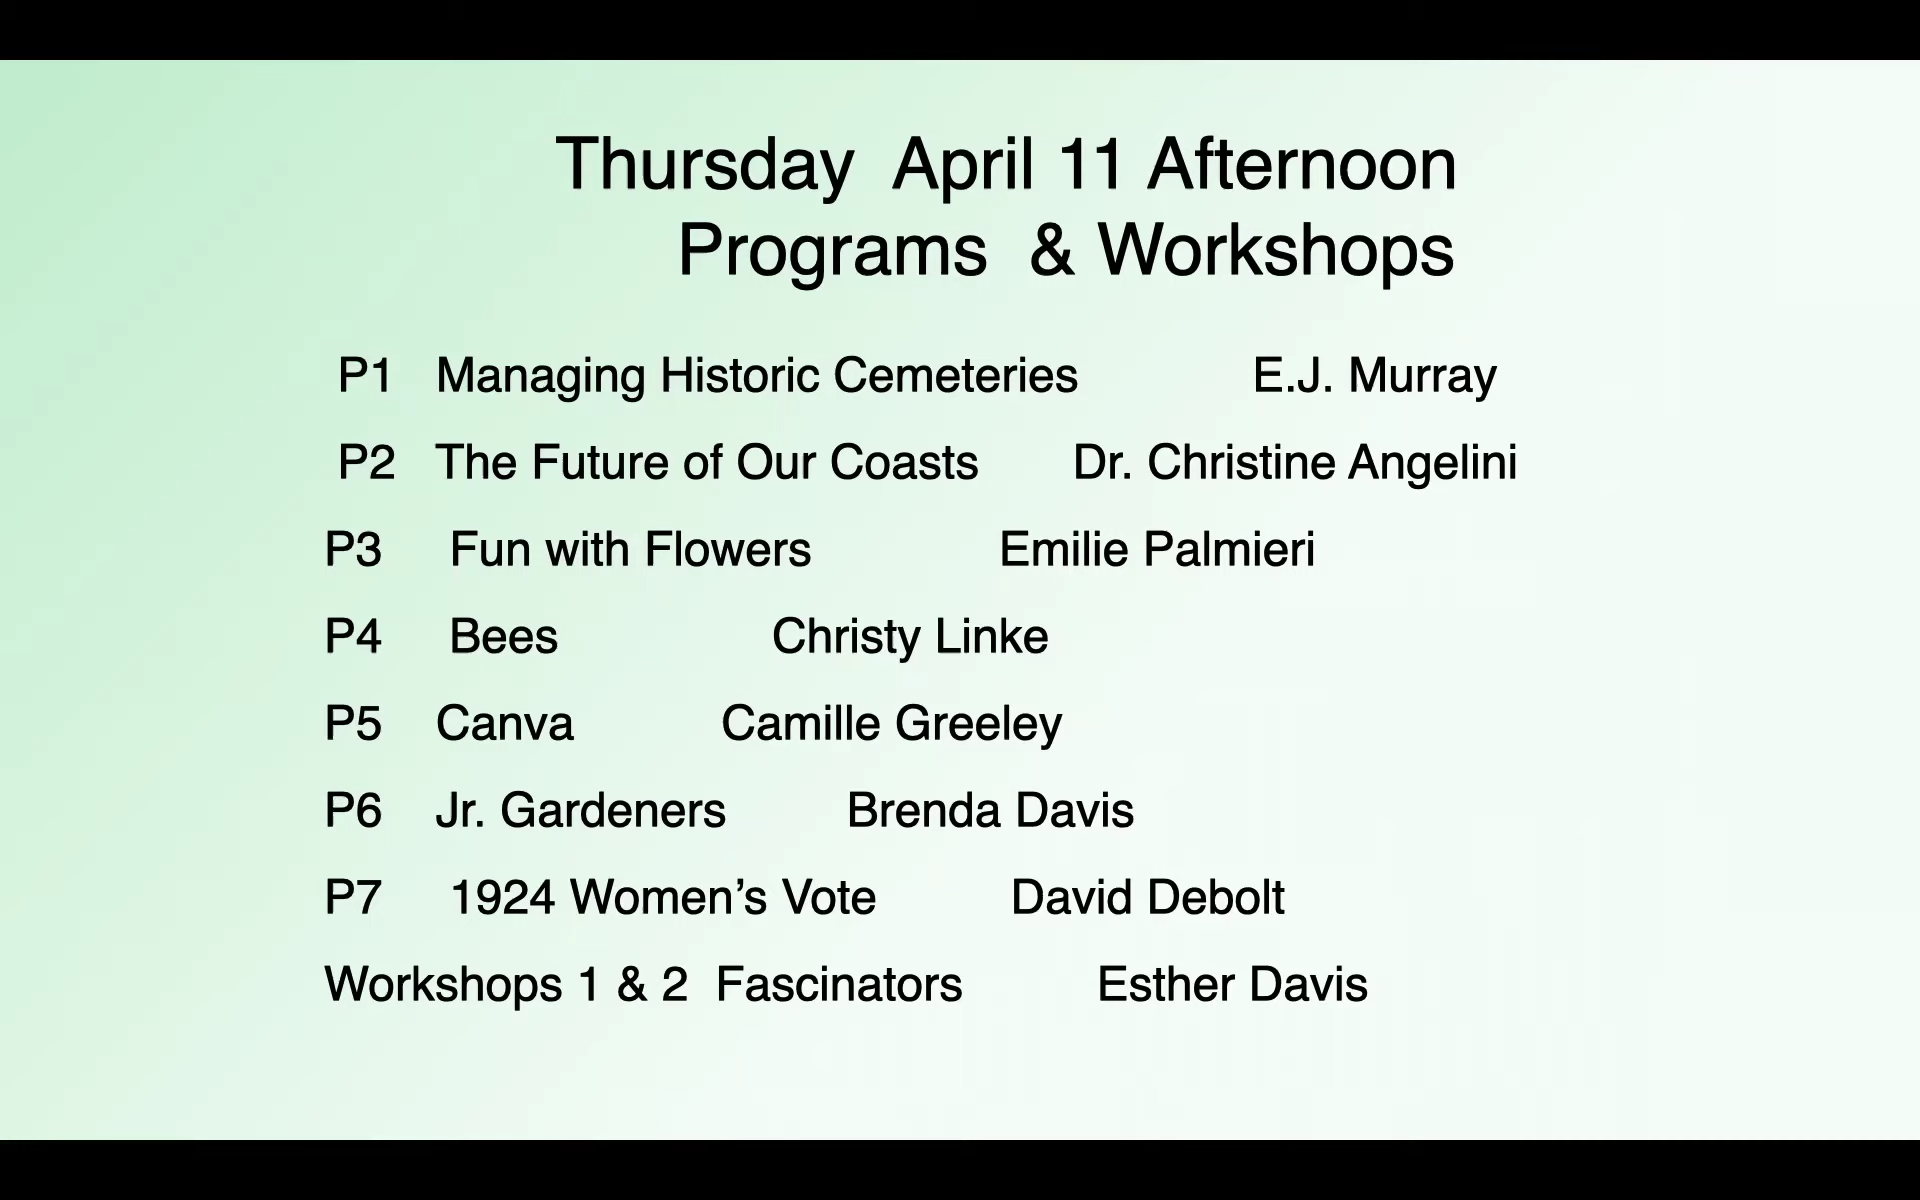 Thursday April 11 Afternoon
Programs & Workshops
P1 Managing Historic Cemeteries E.J. Murray
P2 The Future of Our Coasts Dr. Christine Angelini
P3 Fun with Flowers Emilie Palmieri
P4 Bees Christy Linke
P5 Canva Camille Greeley
P6 Jr. Gardeners Brenda Davis
P7 1924 Women’s Vote David Debolt
Workshops 1 & 2 Fascinators Esther Davis